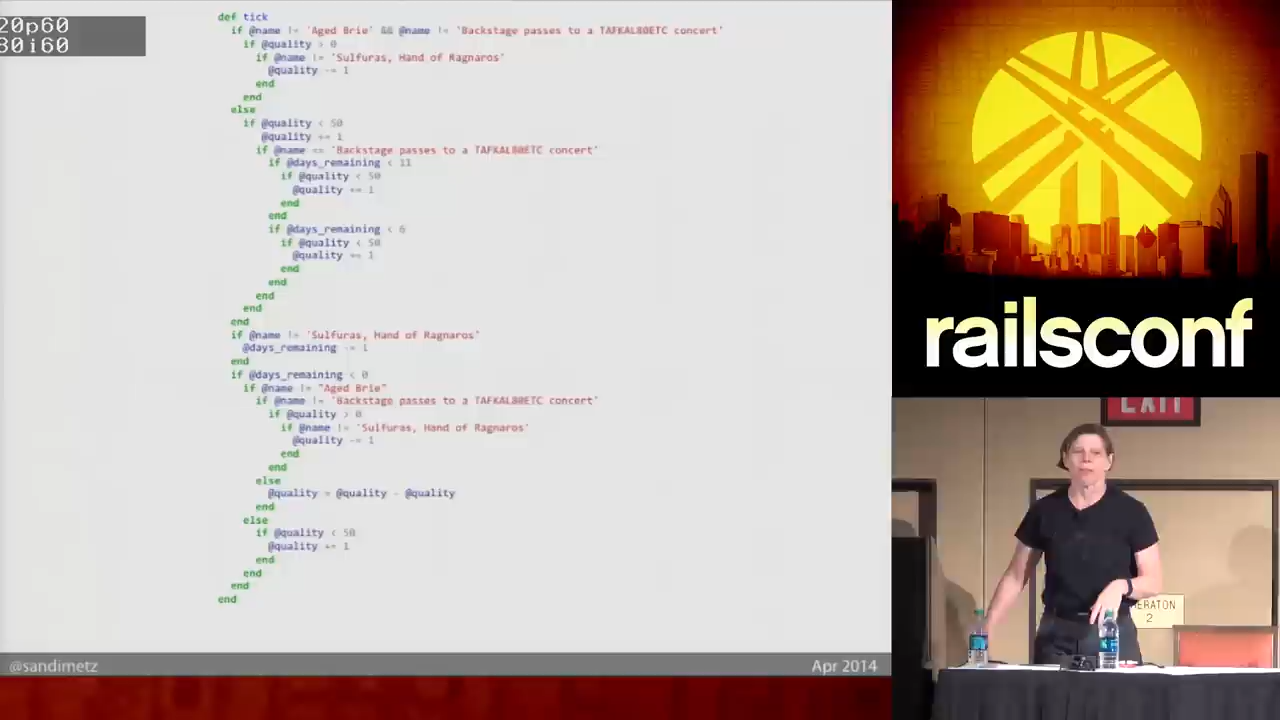 20p60
80i60
def tick
if @name != 'Aged Brie' && @name != 'Backstage passes to a TAFKAL80ETC concert'
if @quality > 0
if @name != 'Sulfuras, Hand of Ragnaros'
@quality -= 1
end
end
else
if @quality < 50
@quality += 1
if @name == 'Backstage passes to a TAFKAL80ETC concert'
if @days_remaining < 11
if @quality < 50
@quality += 1
end
end
if @days_remaining < 6
if @quality < 50
@quality += 1
end
end
end
end
end
if @name != 'Sulfuras, Hand of Ragnaros'
@days_remaining -= 1
end
if @days_remaining < 0
if @name != "Aged Brie"
if @name != 'Backstage passes to a TAFKAL80ETC concert'
if @quality > 0
if @name != 'Sulfuras, Hand of Ragnaros'
@quality -= 1
end
end
else
@quality = @quality - @quality
end
else
if @quality < 50
@quality += 1
end
end
end
end
@sandimetz
Apr 2014
railsconf
EXIT
ERATON
2